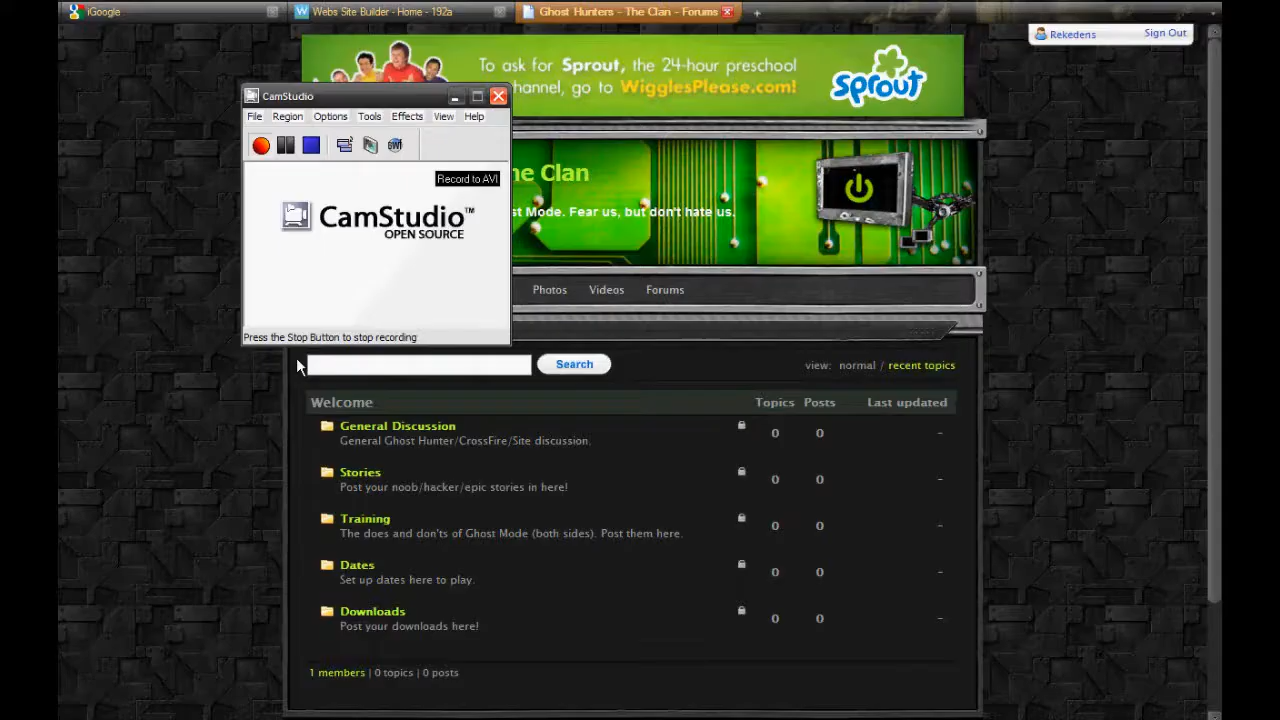 iGoogle
Webs Site Builder - Home - 192a
Ghost Hunters - The Clan - Forums
Rekedens
Sign Out
To ask for Sprout, the 24-hour preschool
hannel, go to WigglesPlease.com!
sprout
CamStudio
File Region Options Tools Effects View Help
Record to AVI
CamStudio™
OPEN SOURCE
Press the Stop Button to stop recording
he Clan
st Mode. Fear us, but don't hate us.
Photos Videos Forums
Search
view: normal / recent topics
Welcome Topics Posts Last updated
General Discussion
General Ghost Hunter/CrossFire/Site discussion.
0 0 -
Stories
Post your noob/hacker/epic stories in here!
0 0 -
Training
The does and don'ts of Ghost Mode (both sides). Post them here.
0 0 -
Dates
Set up dates here to play.
0 0 -
Downloads
Post your downloads here!
0 0 -
1 members | 0 topics | 0 posts